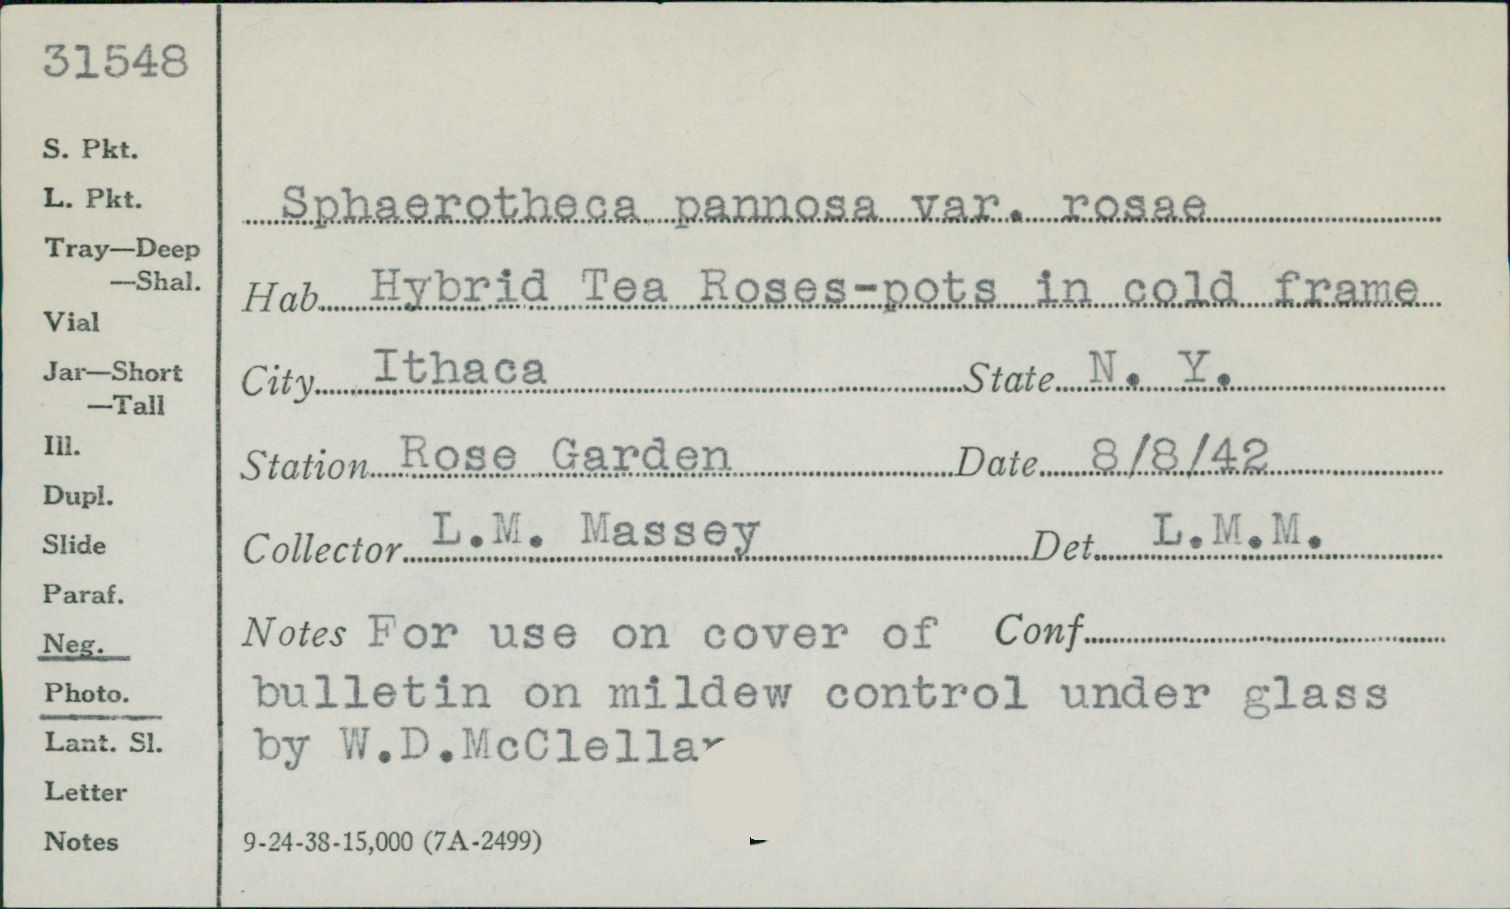 31548
S. Pkt.
L. Pkt.
Tray—Deep
—Shal.
Vial
Jar—Short
—Tall
Ill.
Dupl.
Slide
Paraf.
Neg.
Photo.
Lant. Sl.
Letter
Notes
Sphaerotheca pannosa var. rosae
Hab. Hybrid Tea Roses-pots in cold frame
City Ithaca State N. Y.
Station Rose Garden Date 8/8/42
Collector L.M. Massey Det. L.M.M.
Notes For use on cover of Conf.
bulletin on mildew control under glass
by W.D.
9-24-38-15,000 (7A-2499)